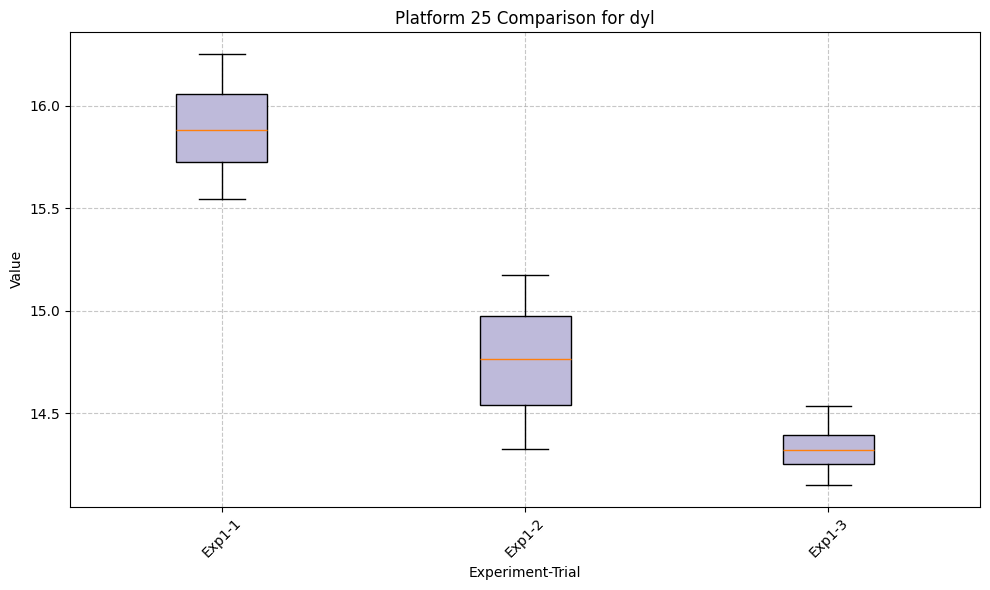 Platform 25 Comparison for dyl
Value
16.0
15.5
15.0
14.5
Exp1-1
Exp1-2
Exp1-3
Experiment-Trial